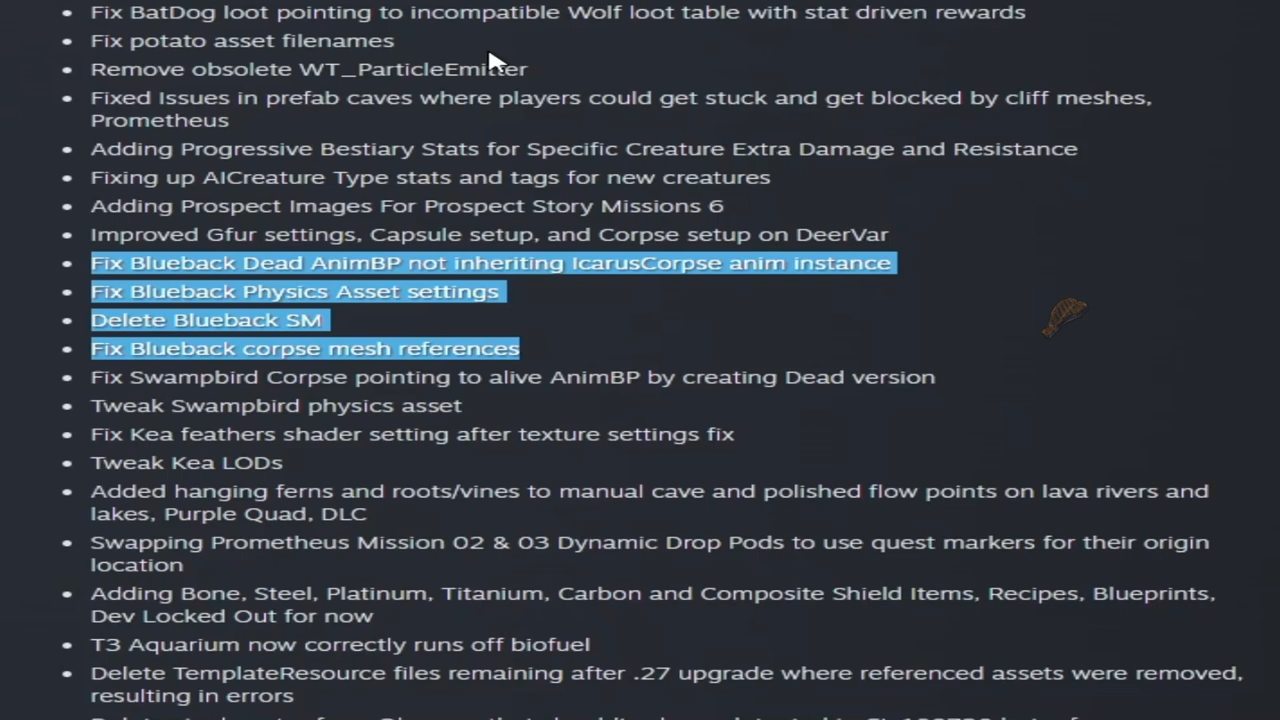 Fix BatDog loot pointing to incompatible Wolf loot table with stat driven rewards
Fix potato asset filenames
Remove obsolete WT_ParticleEmitter
Fixed Issues in prefab caves where players could get stuck and get blocked by cliff meshes,
Prometheus
Adding Progressive Bestiary Stats for Specific Creature Extra Damage and Resistance
Fixing up AICreature Type stats and tags for new creatures
Adding Prospect Images For Prospect Story Missions 6
Improved Gfur settings, Capsule setup, and Corpse setup on DeerVar
Fix Blueback Dead AnimBP not inheriting IcarusCorpse anim instance
Fix Blueback Physics Asset settings
Delete Blueback SM
Fix Blueback corpse mesh references
Fix Swampbird Corpse pointing to alive AnimBP by creating Dead version
Tweak Swampbird physics asset
Fix Kea feathers shader setting after texture settings fix
Tweak Kea LODs
Added hanging ferns and roots/vines to manual cave and polished flow points on lava rivers and
lakes, Purple Quad, DLC
Swapping Prometheus Mission 02 & 03 Dynamic Drop Pods to use quest markers for their origin
location
Adding Bone, Steel, Platinum, Titanium, Carbon and Composite Shield Items, Recipes, Blueprints,
Dev Locked Out for now
T3 Aquarium now correctly runs off biofuel
Delete TemplateResource files remaining after .27 upgrade where referenced assets were removed,
resulting in errors